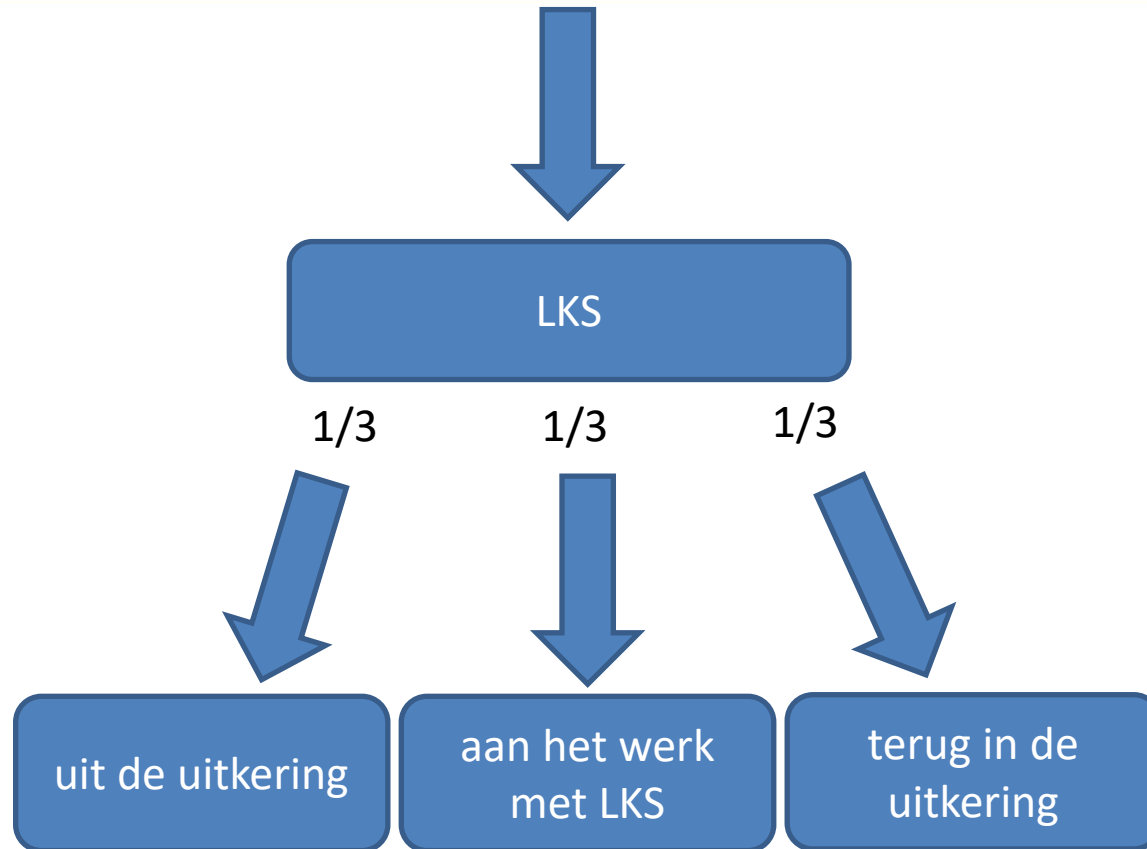 LKS
1/3 1/3 1/3
uit de uitkering
aan het werk
met LKS
terug in de
uitkering